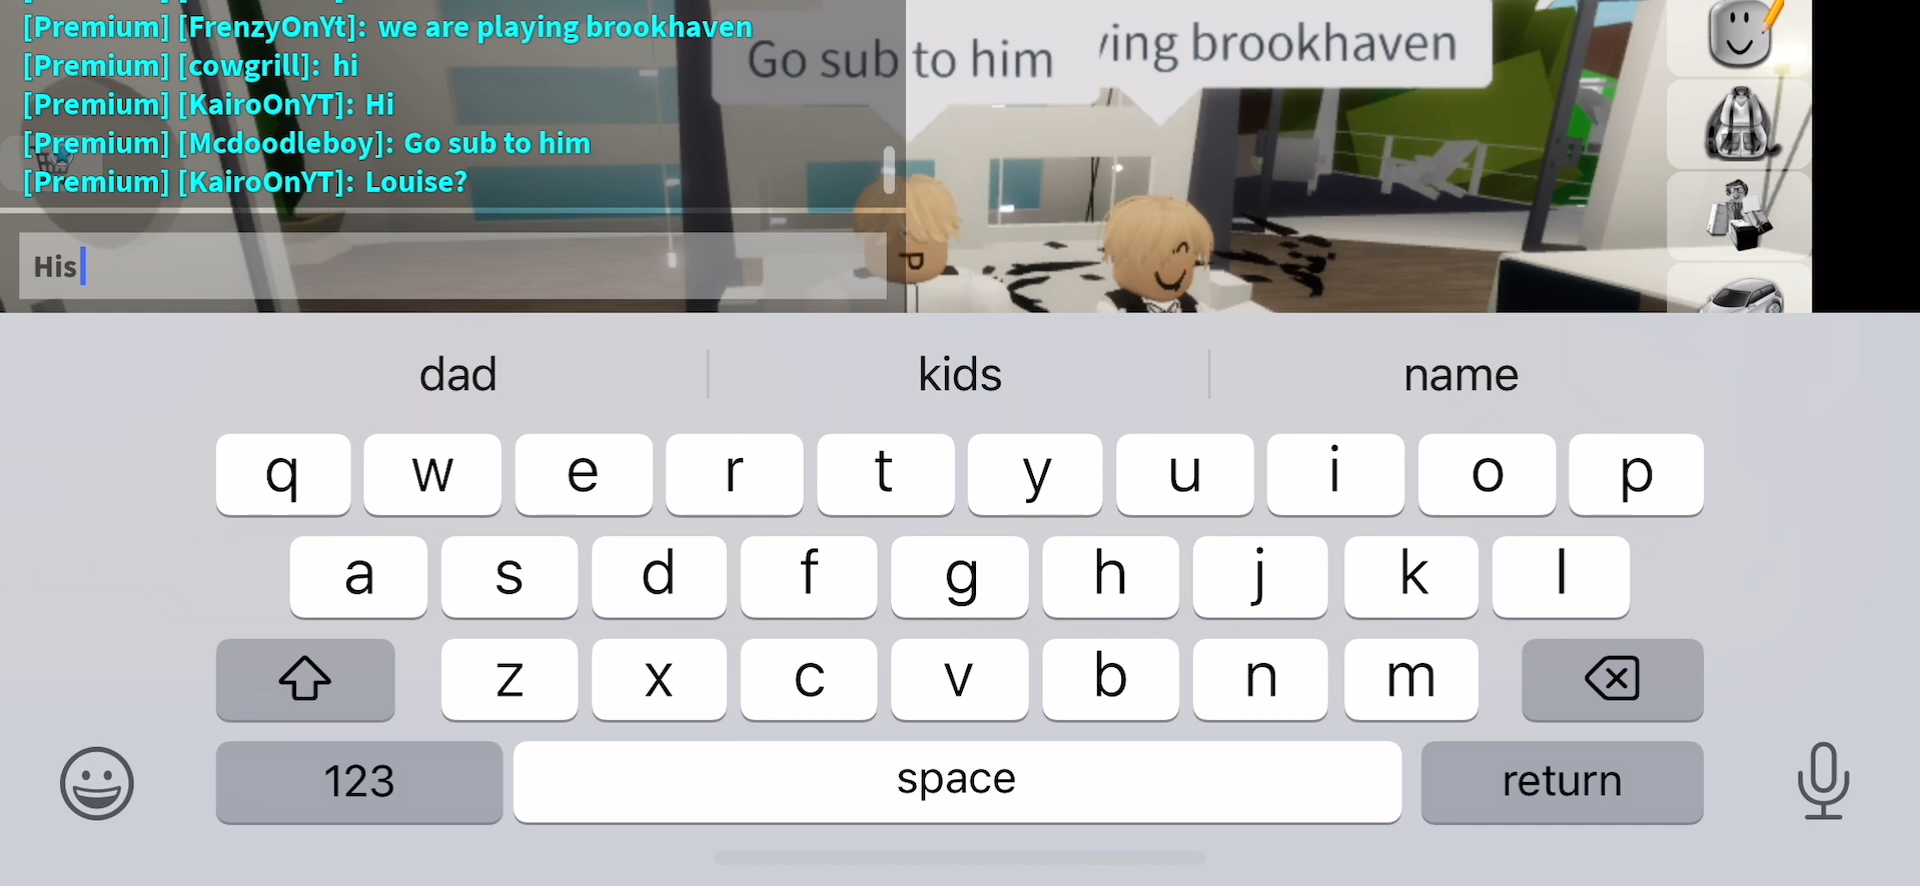 [Premium] [FrenzyOnYt]: we are playing brookhaven
[Premium] [cowgrill]: hi
[Premium] [KairoOnYT]: Hi
[Premium] [Mcdoodleboy]: Go sub to him
[Premium] [KairoOnYT]: Louise?
His
Go sub to him
ying brookhaven
P
dad kids name
q w e r t y u i o p
a s d f g h j k l
z x c v b n m
123 space return